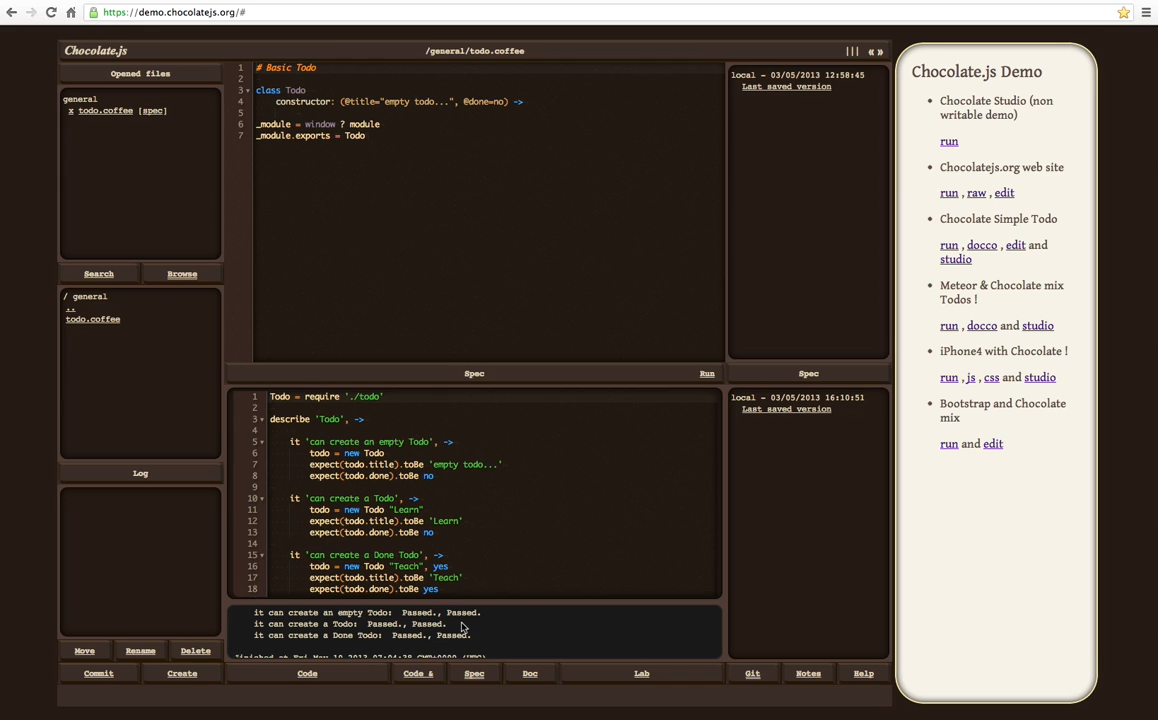 https://demo.chocolatejs.org/#
Chocolate.js
/general/todo.coffee
||| «»
Opened files
general
x todo.coffee [spec]
Search
Browse
/ general
..
todo.coffee
Log
Move
Rename
Delete
Commit
Create
1 # Basic Todo
2
3 class Todo
4 constructor: (@title="empty todo...", @done=no) ->
5
6 _module = window ? module
7 _module.exports = Todo
Spec
Run
1 Todo = require './todo'
2
3 describe 'Todo', ->
4
5 it 'can create an empty Todo', ->
6 todo = new Todo
7 expect(todo.title).toBe 'empty todo...'
8 expect(todo.done).toBe no
9
10 it 'can create a Todo', ->
11 todo = new Todo "Learn"
12 expect(todo.title).toBe 'Learn'
13 expect(todo.done).toBe no
14
15 it 'can create a Done Todo', ->
16 todo = new Todo "Teach", yes
17 expect(todo.title).toBe 'Teach'
18 expect(todo.done).toBe yes
it can create an empty Todo: Passed., Passed.
it can create a Todo: Passed., Passed.
it can create a Done Todo: Passed., Passed.
Code
Code &
Spec
Doc
Lab
local - 03/05/2013 12:58:45
Last saved version
Spec
local - 03/05/2013 16:10:51
Last saved version
Git
Notes
Help
Chocolate.js Demo
• Chocolate Studio (non
writable demo)
run
• Chocolatejs.org web site
run , raw , edit
• Chocolate Simple Todo
run , docco , edit and
studio
• Meteor & Chocolate mix
Todos !
run , docco and studio
• iPhone4 with Chocolate !
run , js , css and studio
• Bootstrap and Chocolate
mix
run and edit